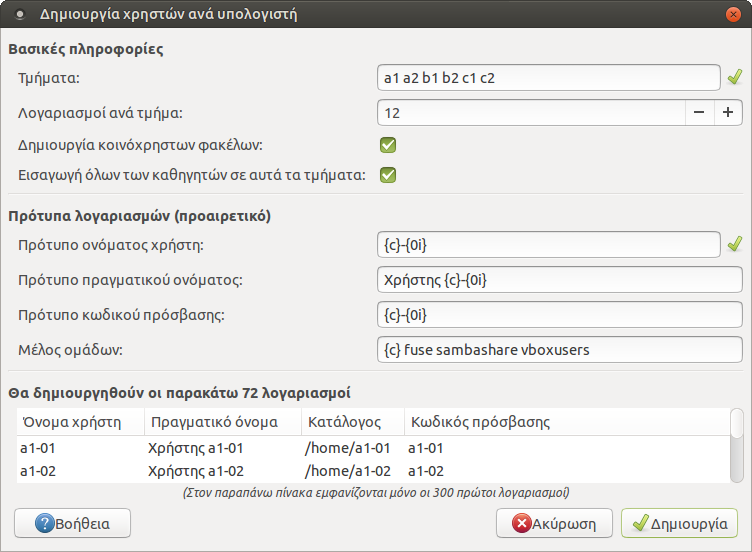 Δημιουργία χρηστών ανά υπολογιστή
Βασικές πληροφορίες
Τμήματα: a1 a2 b1 b2 c1 c2
Λογαριασμοί ανά τμήμα: 12
Δημιουργία κοινόχρηστων φακέλων:
Εισαγωγή όλων των καθηγητών σε αυτά τα τμήματα:
Πρότυπα λογαριασμών (προαιρετικό)
Πρότυπο ονόματος χρήστη: {c}-{0i}
Πρότυπο πραγματικού ονόματος: Χρήστης {c}-{0i}
Πρότυπο κωδικού πρόσβασης: {c}-{0i}
Μέλος ομάδων: {c} fuse sambashare vboxusers
Θα δημιουργηθούν οι παρακάτω 72 λογαριασμοί
Όνομα χρήστη Πραγματικό όνομα Κατάλογος Κωδικός πρόσβασης
a1-01 Χρήστης a1-01 /home/a1-01 a1-01
a1-02 Χρήστης a1-02 /home/a1-02 a1-02
(Στον παραπάνω πίνακα εμφανίζονται μόνο οι 300 πρώτοι λογαριασμοί)
Βοήθεια Ακύρωση Δημιουργία